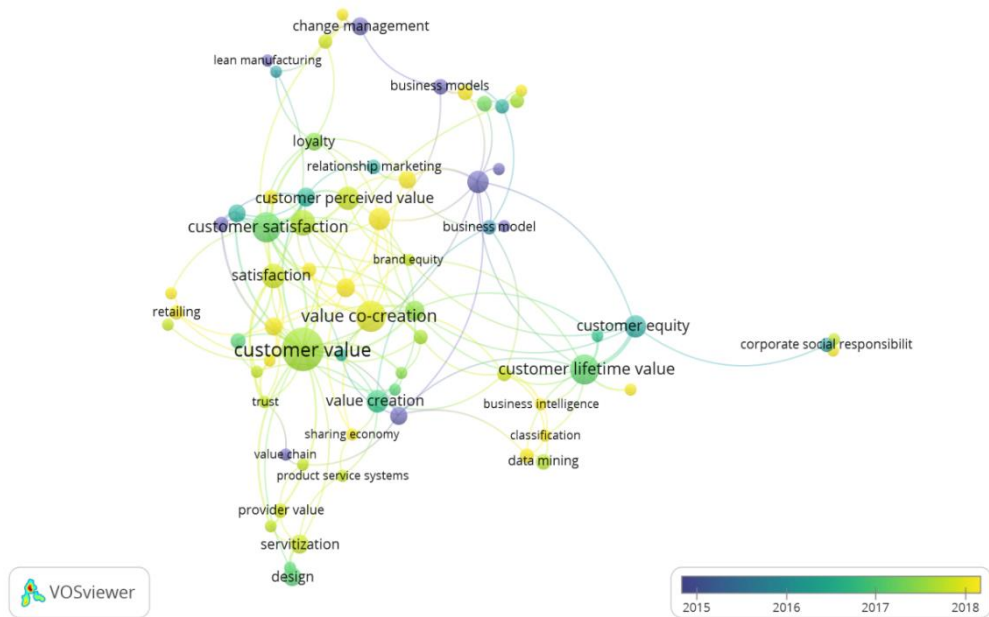 change management
lean manufacturing
business models
loyalty
relationship marketing
customer perceived value
customer satisfaction
business model
brand equity
satisfaction
retailing
value co-creation
customer equity
customer value
corporate social responsibilit
customer lifetime value
value creation
trust
business intelligence
sharing economy
classification
value chain
data mining
product service systems
provider value
servitization
design
VOSviewer
2015
2016
2017
2018